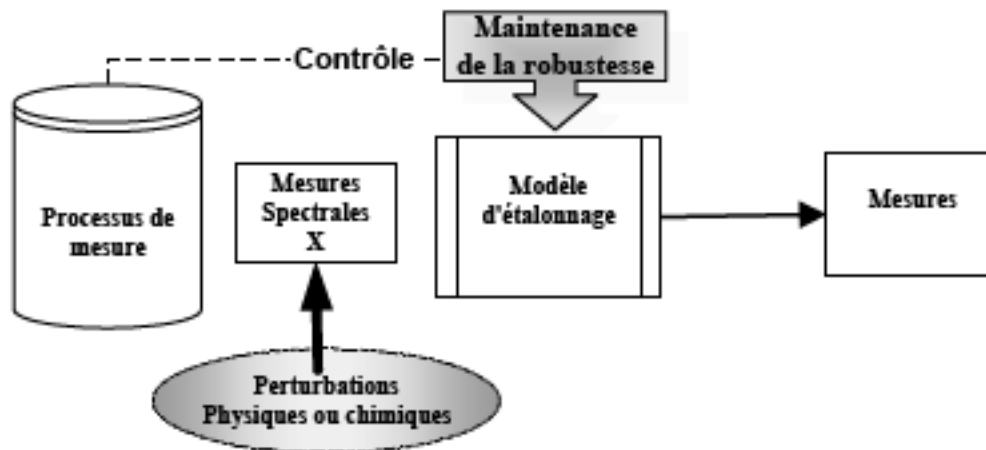 Maintenance
de la robustesse
Contrôle
Processus de
mesure
Mesures
Spectrales
X
Modèle
d'étalonnage
Mesures
Perturbations
Physiques ou chimiques